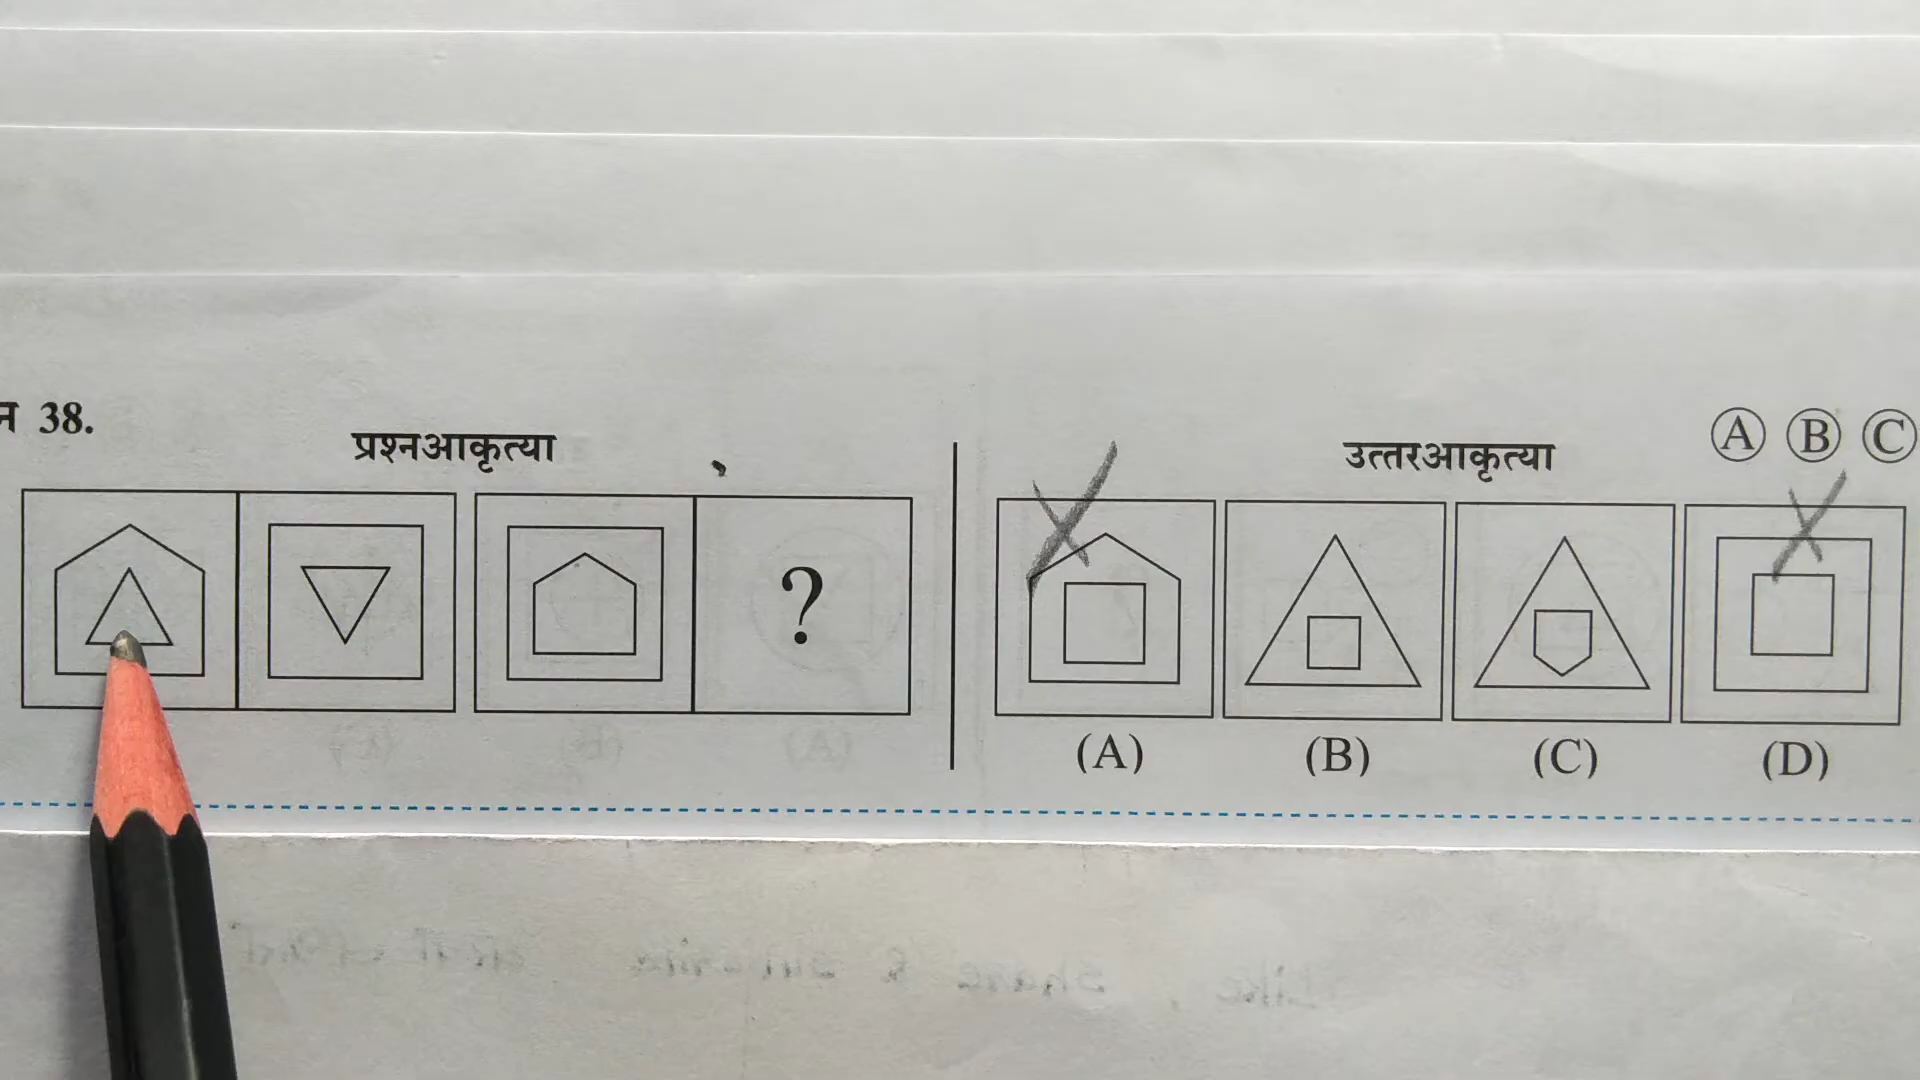 न 38.
प्रश्नआकृत्या
उत्तरआकृत्या
Ⓐ Ⓑ Ⓒ
?
(A) (B) (C) (D)